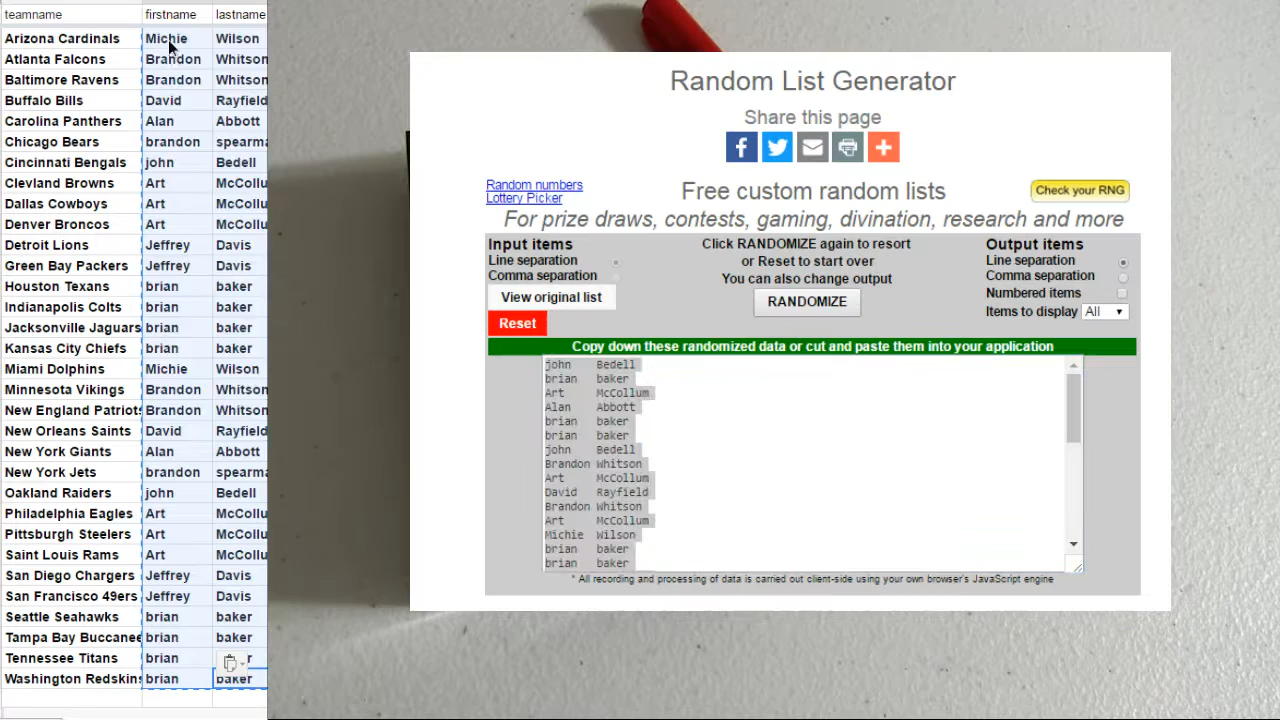 teamname firstname lastname
Arizona Cardinals Michie Wilson
Atlanta Falcons Brandon Whitson
Baltimore Ravens Brandon Whitson
Buffalo Bills David Rayfield
Carolina Panthers Alan Abbott
Chicago Bears brandon spearma
Cincinnati Bengals john Bedell
Clevland Browns Art McCollu
Dallas Cowboys Art McCollu
Denver Broncos Art McCollu
Detroit Lions Jeffrey Davis
Green Bay Packers Jeffrey Davis
Houston Texans brian baker
Indianapolis Colts brian baker
Jacksonville Jaguars brian baker
Kansas City Chiefs brian baker
Miami Dolphins Michie Wilson
Minnesota Vikings Brandon Whitson
New England Patriots Brandon Whitson
New Orleans Saints David Rayfield
New York Giants Alan Abbott
New York Jets brandon spearma
Oakland Raiders john Bedell
Philadelphia Eagles Art McCollu
Pittsburgh Steelers Art McCollu
Saint Louis Rams Art McCollu
San Diego Chargers Jeffrey Davis
San Francisco 49ers Jeffrey Davis
Seattle Seahawks brian baker
Tampa Bay Buccanee brian baker
Tennessee Titans brian r
Washington Redskins brian baker
Random List Generator
Share this page
Random numbers
Lottery Picker
Free custom random lists
Check your RNG
For prize draws, contests, gaming, divination, research and more
Input items
Line separation
Comma separation
View original list
Reset
Click RANDOMIZE again to resort
or Reset to start over
You can also change output
RANDOMIZE
Output items
Line separation
Comma separation
Numbered items
Items to display All
Copy down these randomized data or cut and paste them into your application
john Bedell
brian baker
Art McCollum
Alan Abbott
brian baker
brian baker
john Bedell
Brandon Whitson
Art McCollum
David Rayfield
Brandon Whitson
Art McCollum
Michie Wilson
brian baker
brian baker
* All recording and processing of data is carried out client-side using your own browser's JavaScript engine